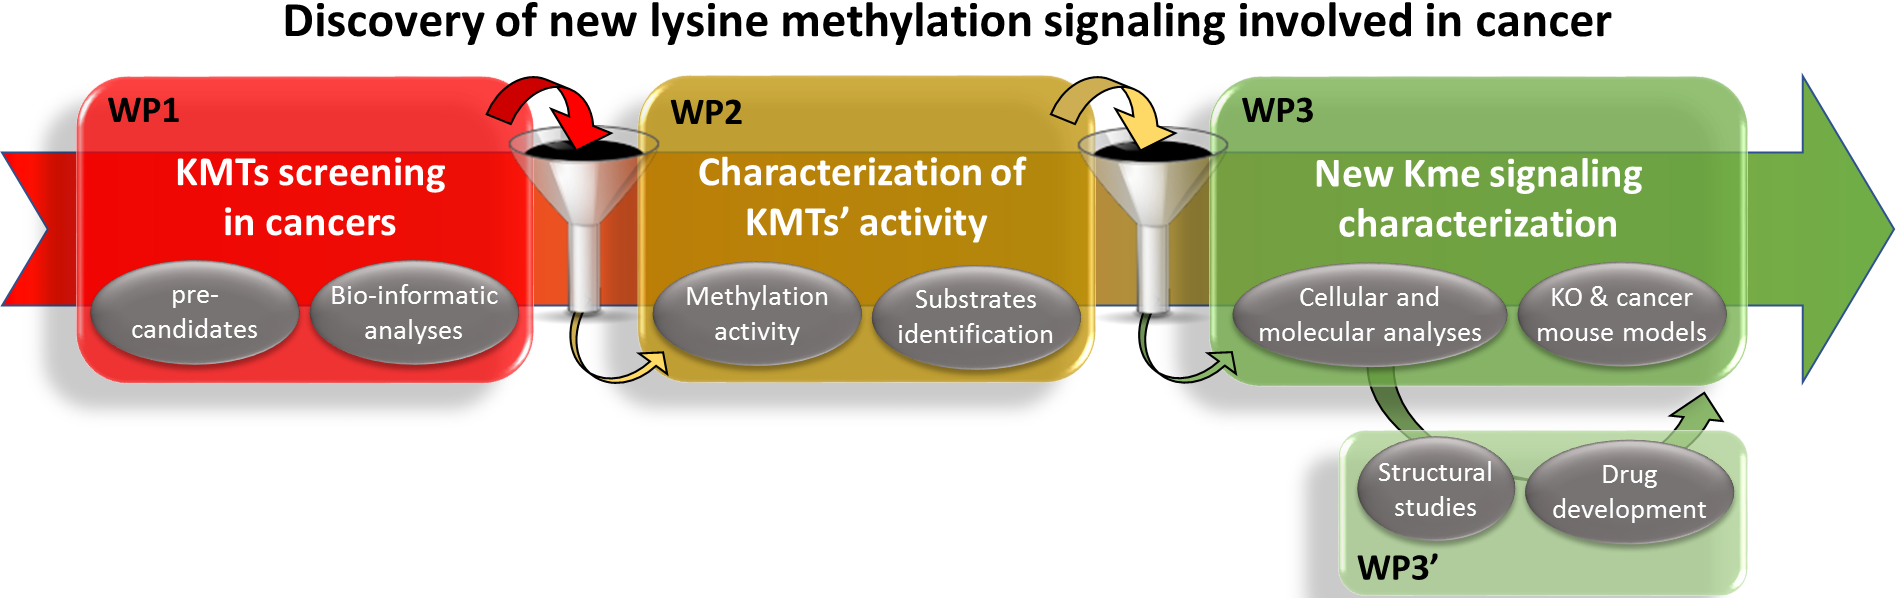 Discovery of new lysine methylation signaling involved in cancer
WP1
KMTs screening
in cancers
pre-
candidates
Bio-informatic
analyses
WP2
Characterization of
KMTs’ activity
Methylation
activity
Substrates
identification
WP3
New Kme signaling
characterization
Cellular and
molecular analyses
KO & cancer
mouse models
Structural
studies
Drug
development
WP3’